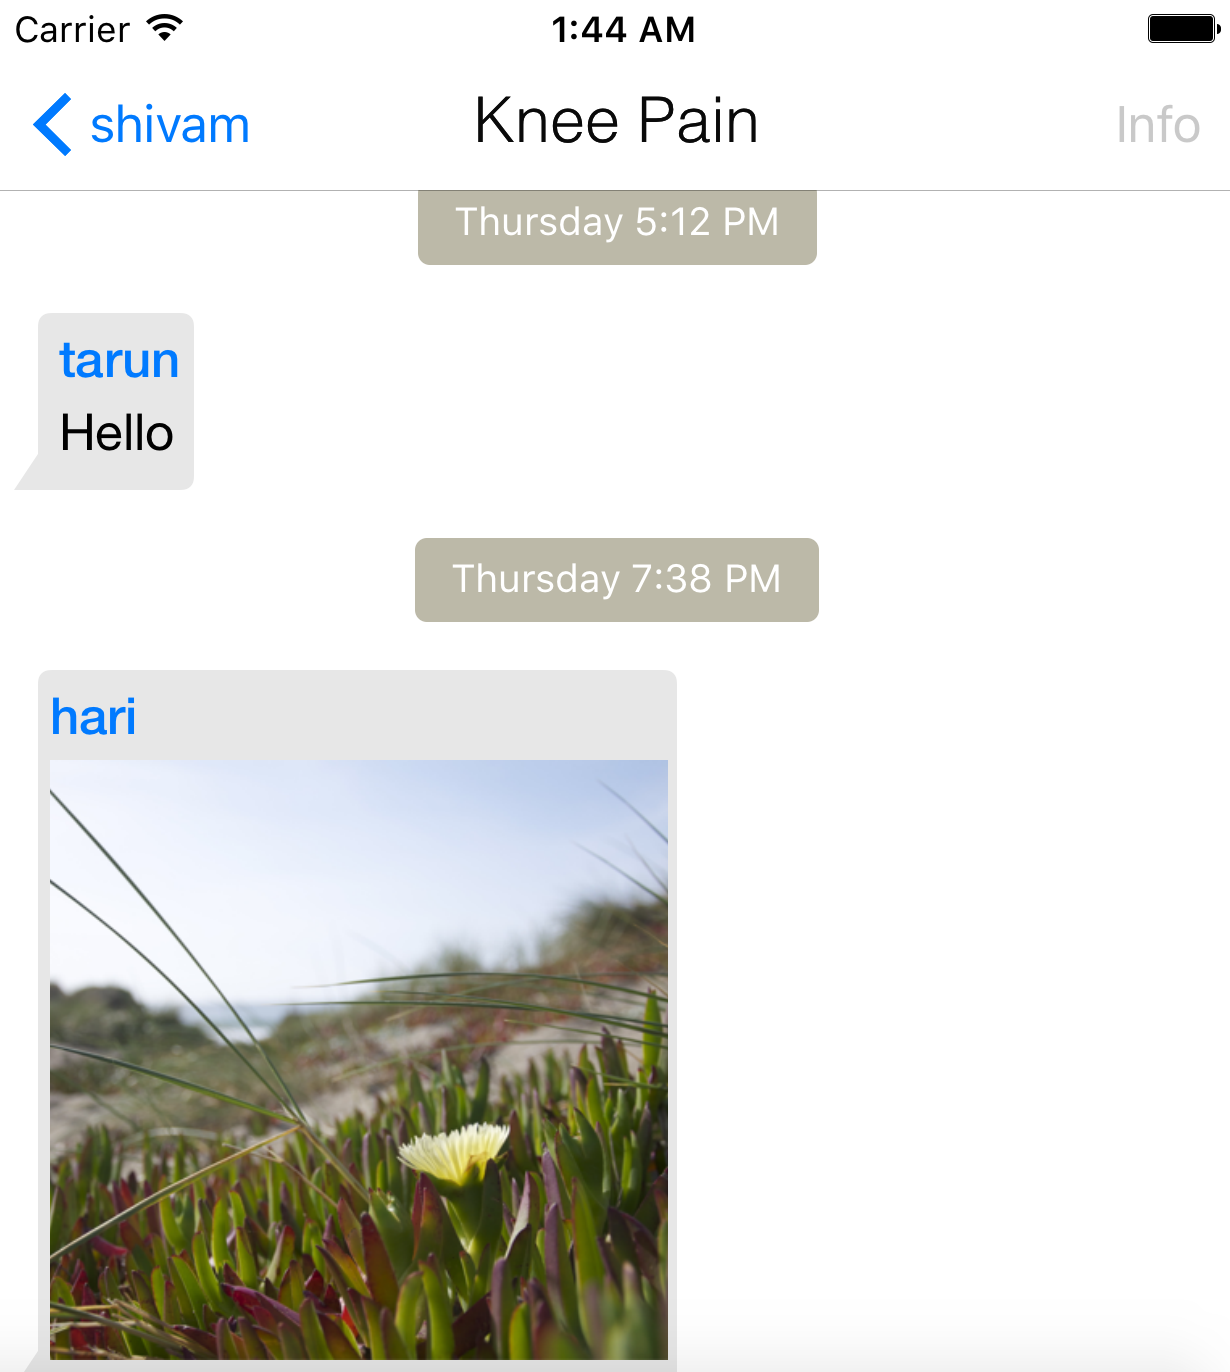 Carrier 1:44 AM
shivam Knee Pain Info
Thursday 5:12 PM
tarun
Hello
Thursday 7:38 PM
hari